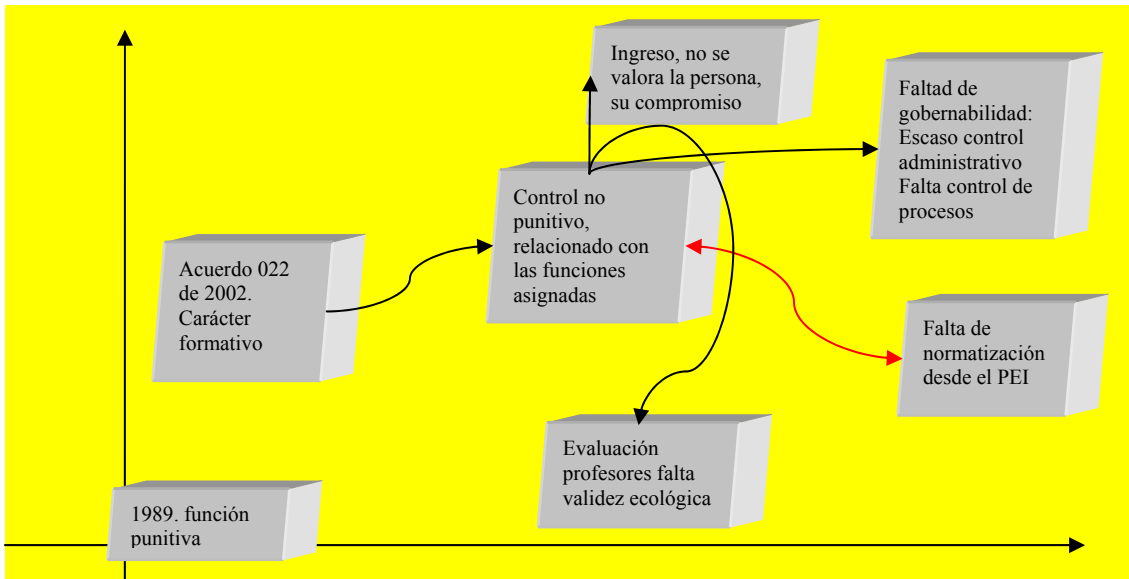 Ingreso, no se
valora la persona,
su compromiso
Faltad de
gobernabilidad:
Escaso control
administrativo
Falta control de
procesos
Control no
punitivo,
relacionado con
las funciones
asignadas
Acuerdo 022
de 2002.
Carácter
formativo
Falta de
normatización
desde el PEI
Evaluación
profesores falta
validez ecológica
1989. función
punitiva